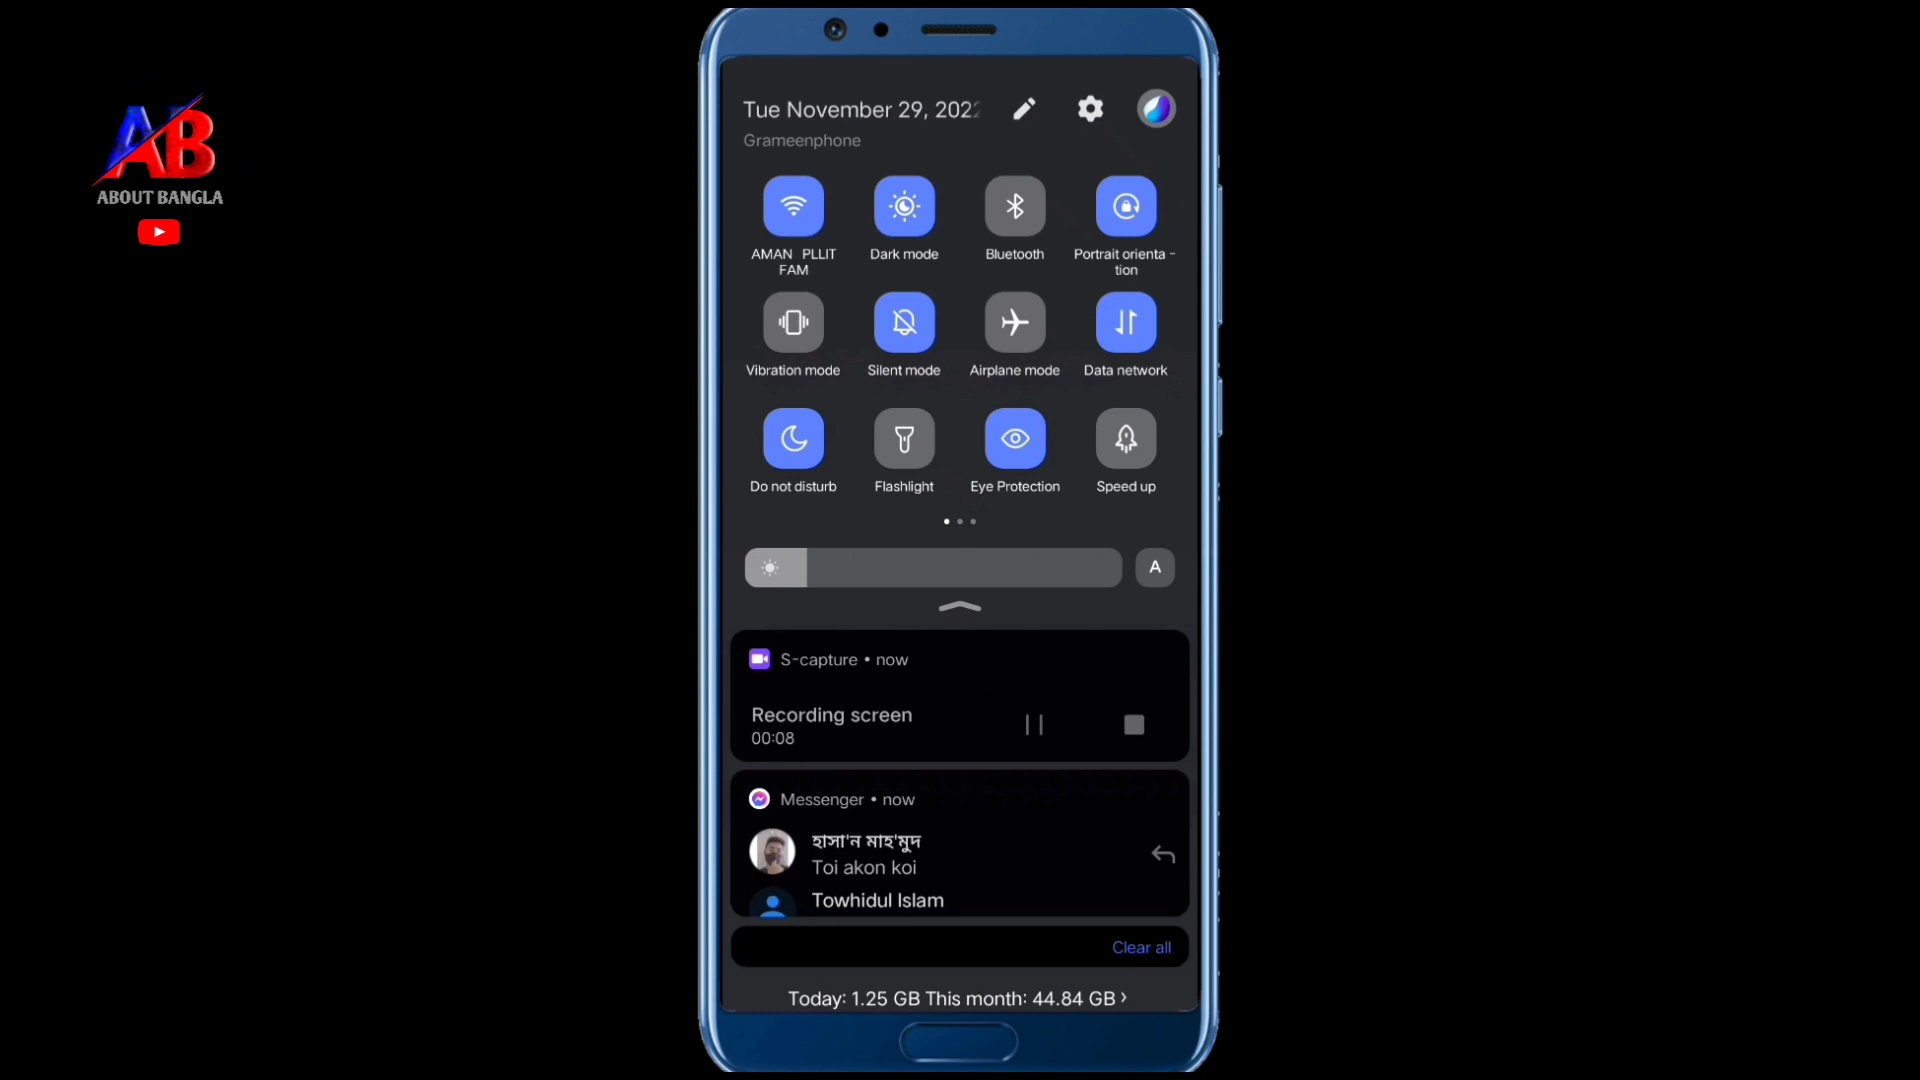 AB
ABOUT BANGLA
Tue November 29, 2022
Grameenphone
AMAN PLLIT
FAM
Dark mode
Bluetooth
Portrait orienta -
tion
Vibration mode
Silent mode
Airplane mode
Data network
Do not disturb
Flashlight
Eye Protection
Speed up
A
S-capture • now
Recording screen
00:08
Messenger • now
হাসা'ন মাহ'মুদ
Toi akon koi
Towhidul Islam
Clear all
Today: 1.25 GB This month: 44.84 GB ›